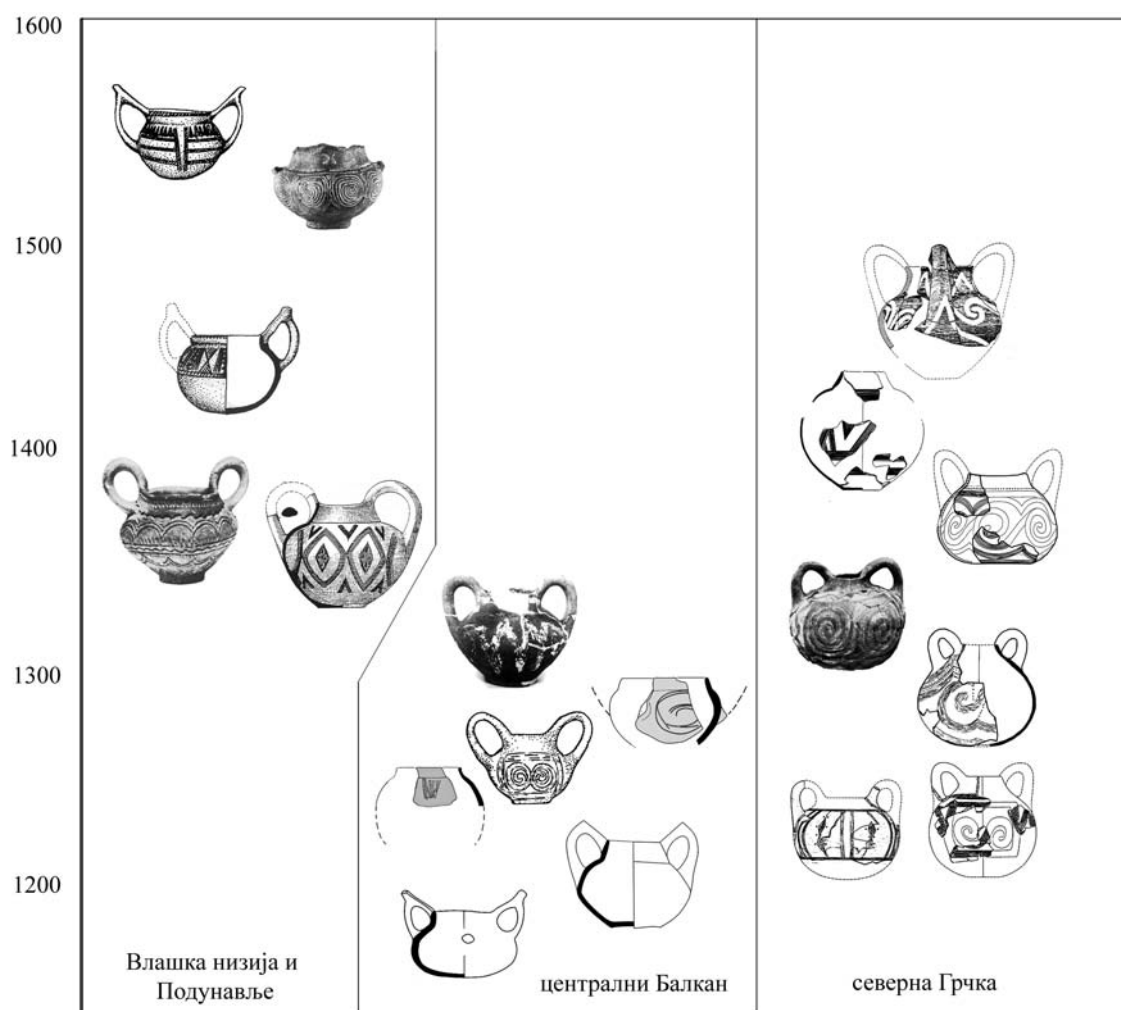 1600
1500
1400
1300
1200
Влашка низија и
Подунавље
централни Балкан
северна Грчка